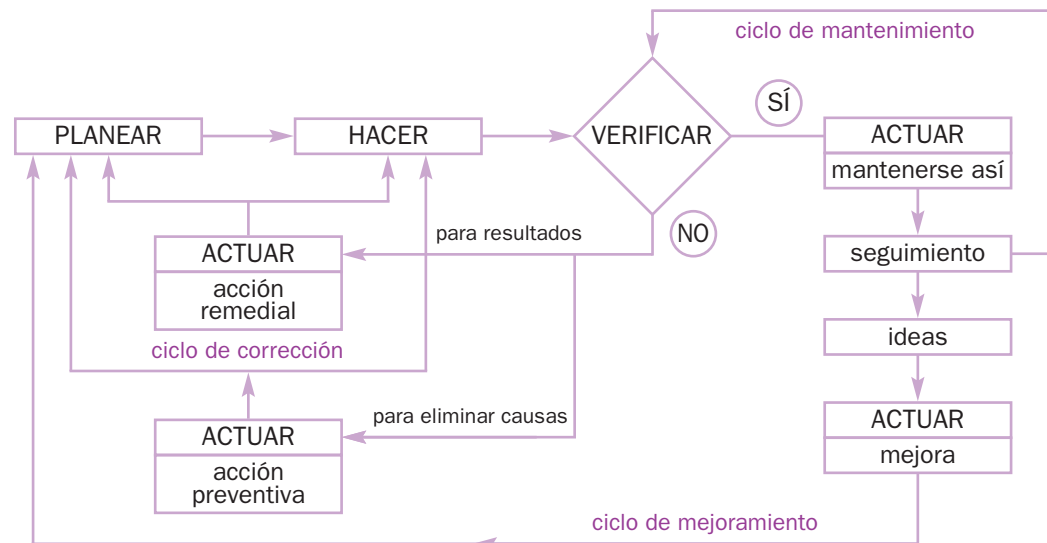 ciclo de mantenimiento
SÍ
PLANEAR
HACER
VERIFICAR
ACTUAR
mantenerse así
NO
para resultados
ACTUAR
acción
remedial
seguimiento
ideas
ciclo de corrección
para eliminar causas
ACTUAR
acción
preventiva
ACTUAR
mejora
ciclo de mejoramiento